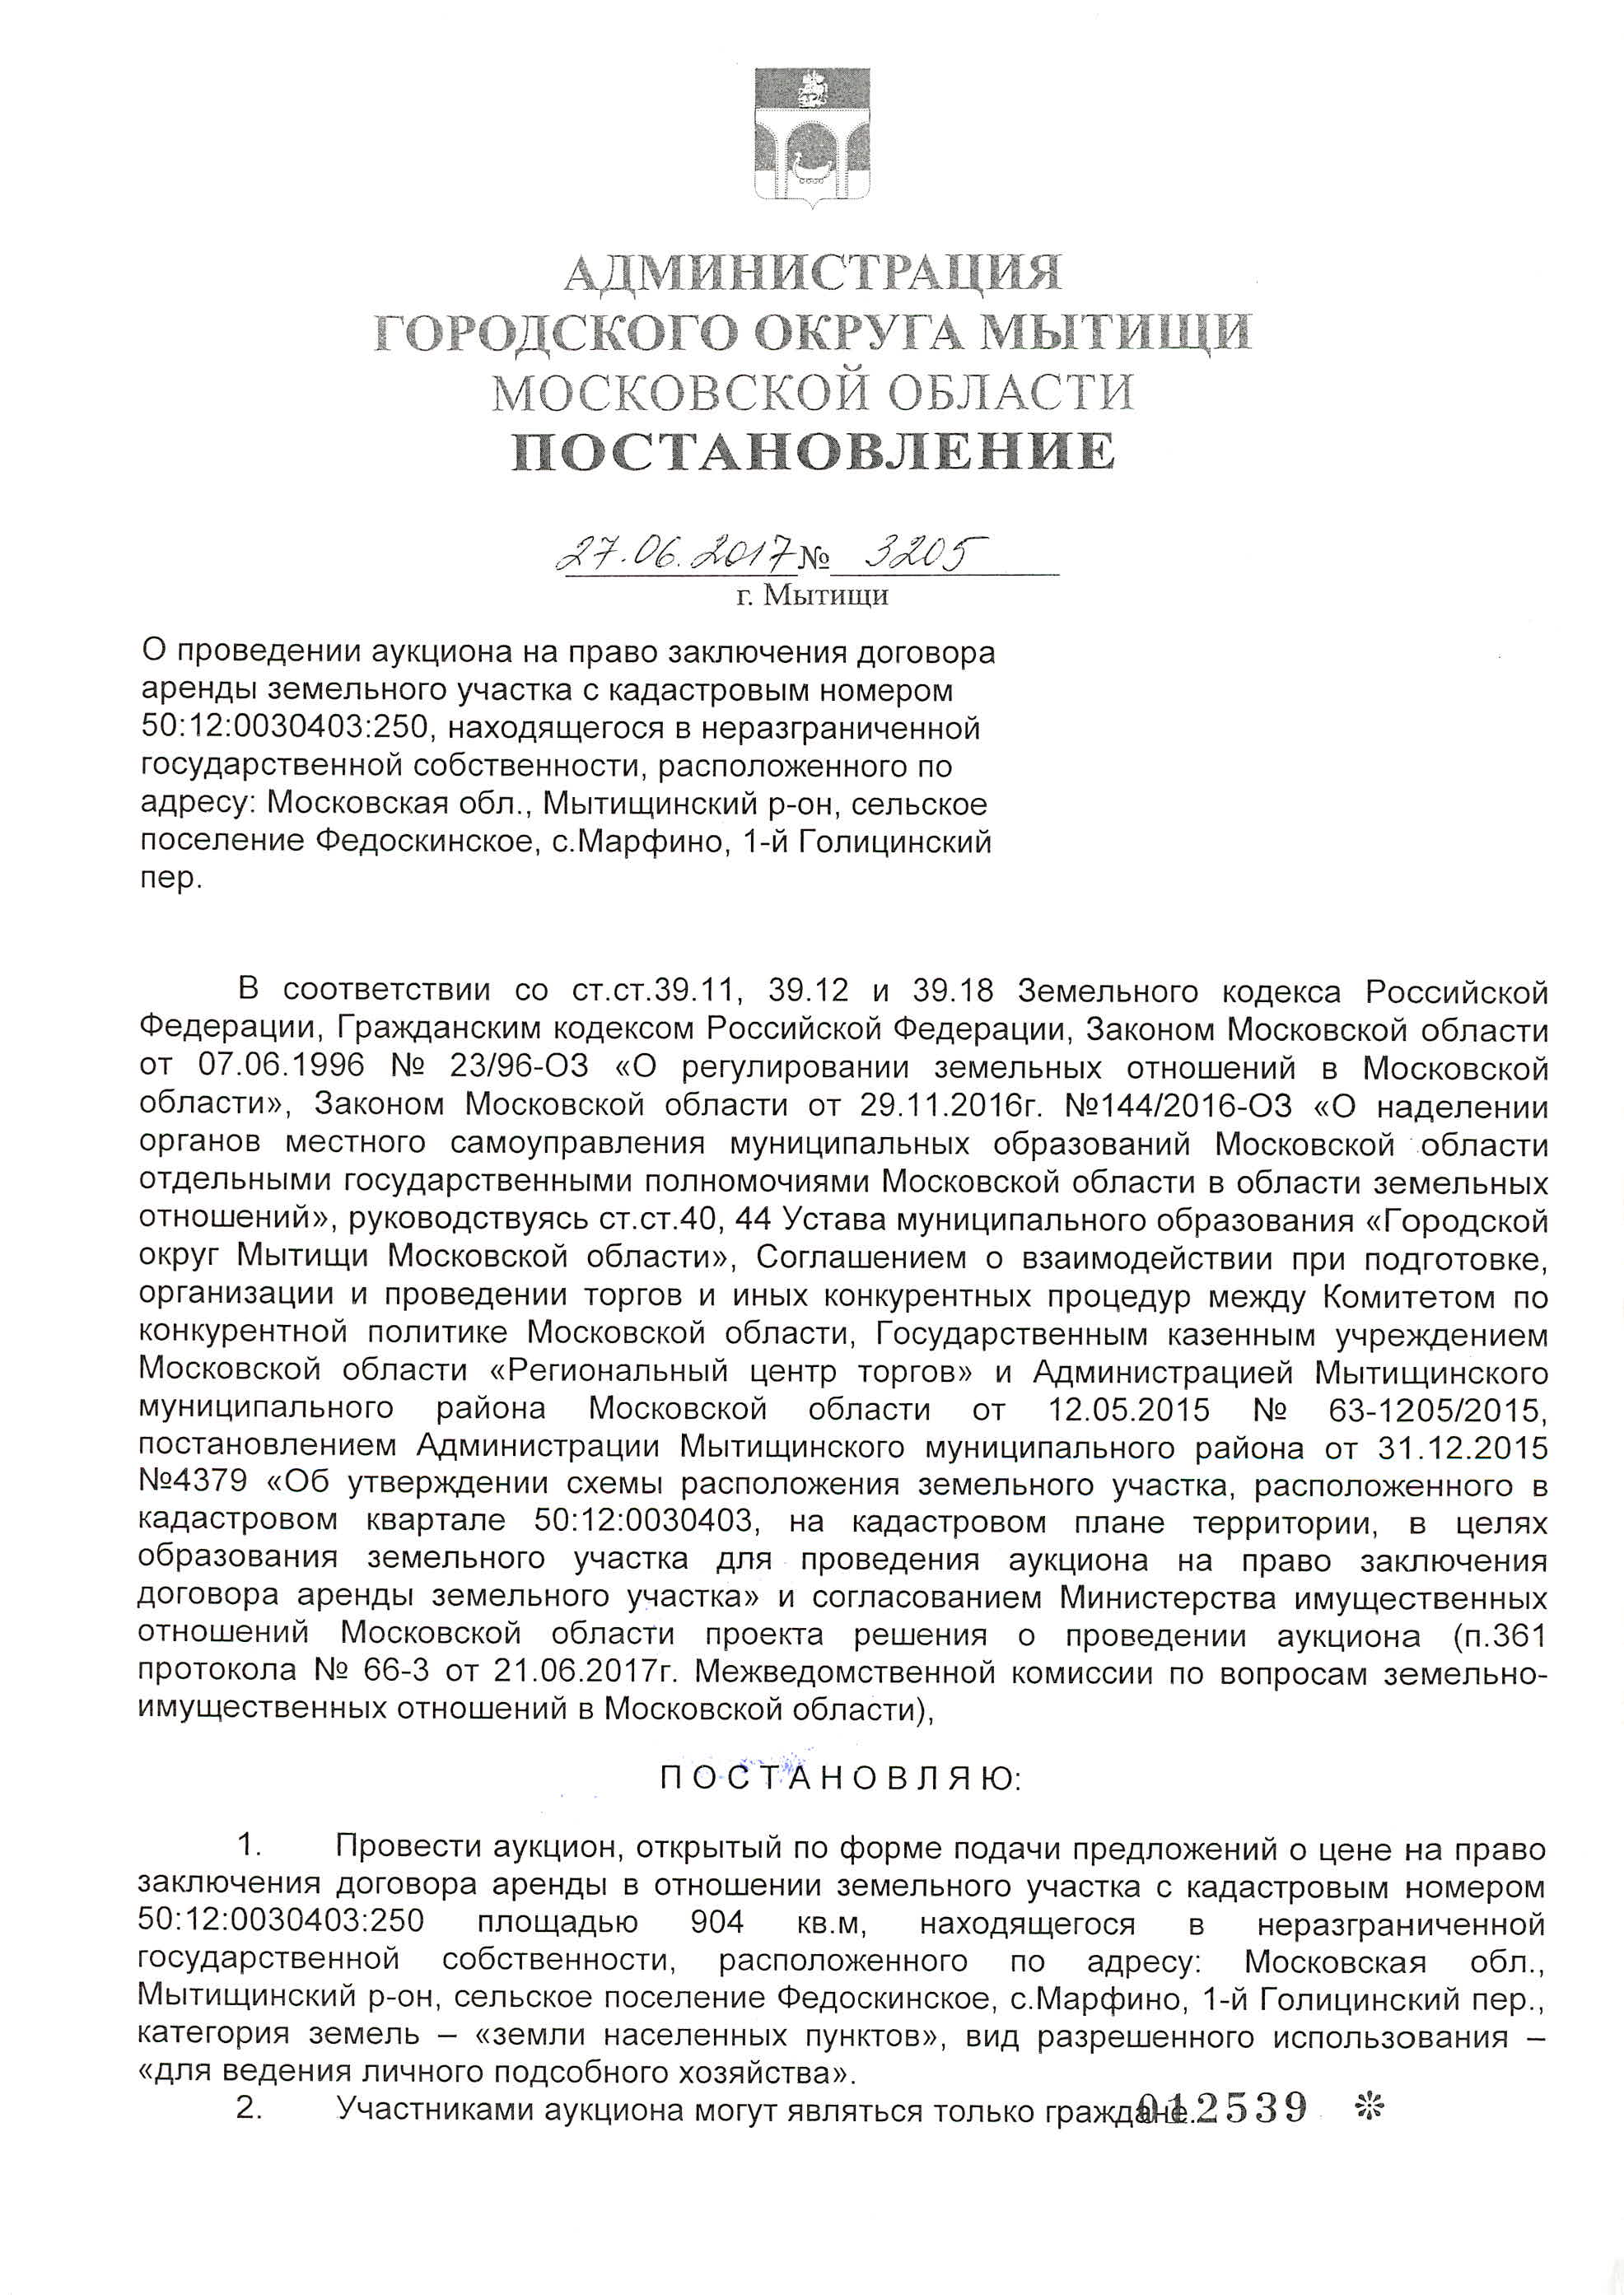 АДМИНИСТРАЦИЯ
ГОРОДСКОГО ОКРУГА МЫТИЩИ
МОСКОВСКОЙ ОБЛАСТИ
ПОСТАНОВЛЕНИЕ
27.06.2017 № 3205
г. Мытищи
О проведении аукциона на право заключения договора
аренды земельного участка с кадастровым номером
50:12:0030403:250, находящегося в неразграниченной
государственной собственности, расположенного по
адресу: Московская обл., Мытищинский р-он, сельское
поселение Федоскинское, с.Марфино, 1-й Голицинский
пер.
В соответствии со ст.ст.39.11, 39.12 и 39.18 Земельного кодекса Российской
Федерации, Гражданским кодексом Российской Федерации, Законом Московской области
от 07.06.1996 № 23/96-ОЗ «О регулировании земельных отношений в Московской
области», Законом Московской области от 29.11.2016г. №144/2016-ОЗ «О наделении
органов местного самоуправления муниципальных образований Московской области
отдельными государственными полномочиями Московской области в области земельных
отношений», руководствуясь ст.ст.40, 44 Устава муниципального образования «Городской
округ Мытищи Московской области», Соглашением о взаимодействии при подготовке,
организации и проведении торгов и иных конкурентных процедур между Комитетом по
конкурентной политике Московской области, Государственным казенным учреждением
Московской области «Региональный центр торгов» и Администрацией Мытищинского
муниципального района Московской области от 12.05.2015 № 63-1205/2015,
постановлением Администрации Мытищинского муниципального района от 31.12.2015
№4379 «Об утверждении схемы расположения земельного участка, расположенного в
кадастровом квартале 50:12:0030403, на кадастровом плане территории, в целях
образования земельного участка для проведения аукциона на право заключения
договора аренды земельного участка» и согласованием Министерства имущественных
отношений Московской области проекта решения о проведении аукциона (п.361
протокола № 66-З от 21.06.2017г. Межведомственной комиссии по вопросам земельно-
имущественных отношений в Московской области),
П О С Т А Н О В Л Я Ю:
1. Провести аукцион, открытый по форме подачи предложений о цене на право
заключения договора аренды в отношении земельного участка с кадастровым номером
50:12:0030403:250 площадью 904 кв.м, находящегося в неразграниченной
государственной собственности, расположенного по адресу: Московская обл.,
Мытищинский р-он, сельское поселение Федоскинское, с.Марфино, 1-й Голицинский пер.,
категория земель – «земли населенных пунктов», вид разрешенного использования –
«для ведения личного подсобного хозяйства».
2. Участниками аукциона могут являться только граждане. 012539 ❊